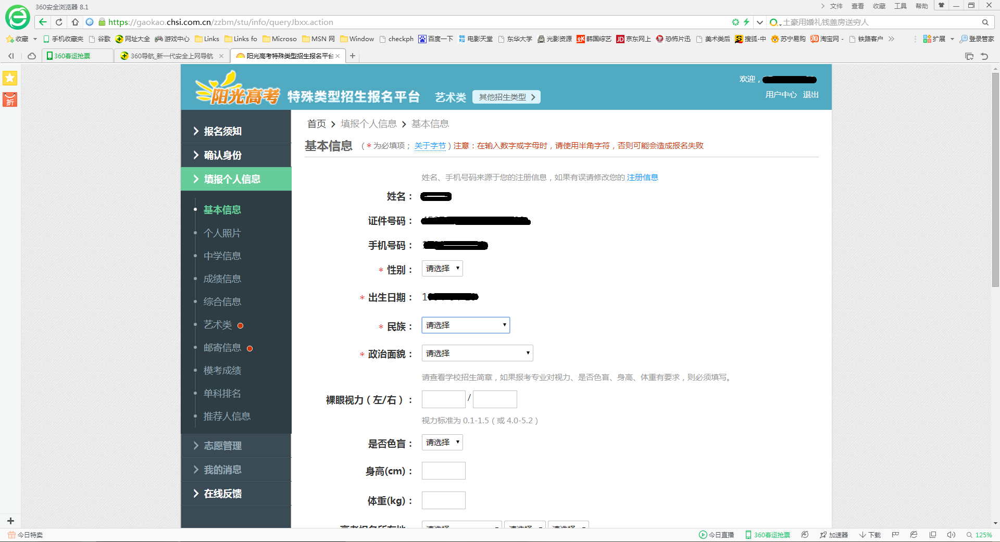 360安全浏览器 8.1
文件 查看 收藏 工具 帮助
https://gaokao.chsi.com.cn/zzbm/stu/info/queryJbxx.action
土豪用婚礼钱盖房送穷人
收藏 手机收藏夹 谷歌 网址大全 游戏中心 Links Links fo Microso MSN 网 Window checkph 百度一下 电影天堂 东华大学 光影资源 韩国综艺 京东网上 恐怖片迅 美术类后 搜狐-中 苏宁易购 淘宝网 - 铁路客户 扩展 登录管家
360春运抢票 360导航_新一代安全上网导航 阳光高考特殊类型招生报名平台
折
阳光高考 特殊类型招生报名平台 艺术类 其他招生类型
欢迎，
用户中心 退出
报名须知
确认身份
填报个人信息
基本信息
个人照片
中学信息
成绩信息
综合信息
艺术类
邮寄信息
模考成绩
单科排名
推荐人信息
志愿管理
我的消息
在线反馈
首页 > 填报个人信息 > 基本信息
基本信息 （ * 为必填项； 关于字节 ）注意：在输入数字或字母时，请使用半角字符，否则可能会造成报名失败
姓名、手机号码来源于您的注册信息，如果有误请修改您的 注册信息
姓名：
证件号码：
手机号码：
* 性别： 请选择
* 出生日期： 1
* 民族： 请选择
* 政治面貌： 请选择
请查看学校招生简章，如果报考专业对视力、是否色盲、身高、体重有要求，则必须填写。
裸眼视力（左/右）： /
视力标准为 0.1-1.5（或 4.0-5.2）
是否色盲： 请选择
身高(cm)：
体重(kg)：
高考报名所在地 请选择 请选择 请选择
今日特卖
今日直播 360春运抢票 加速器 下载 125%